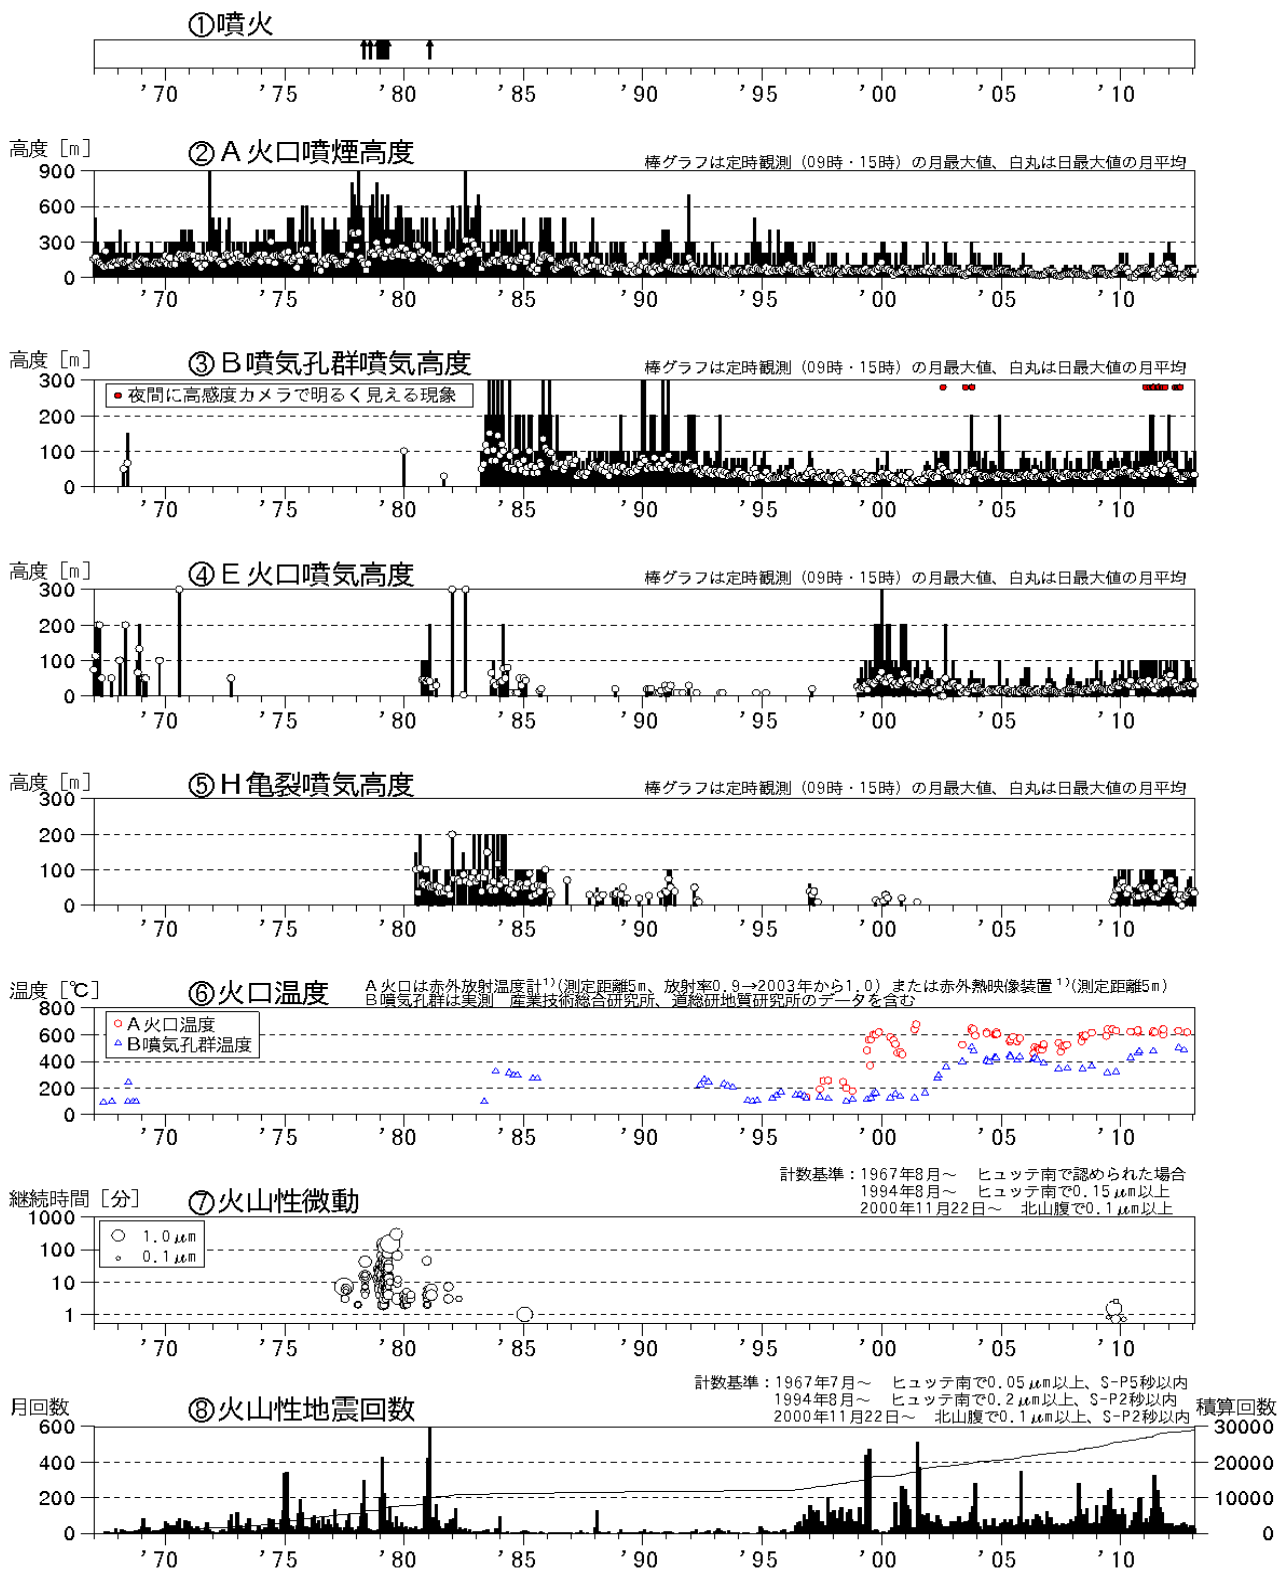 ①噴火
'70 '75 '80 '85 '90 '95 '00 '05 '10
高度［m］
②A火口噴煙高度
棒グラフは定時観測（09時・15時）の月最大値、白丸は日最大値の月平均
900
600
300
0
'70 '75 '80 '85 '90 '95 '00 '05 '10
高度［m］
③B噴気孔群噴気高度
棒グラフは定時観測（09時・15時）の月最大値、白丸は日最大値の月平均
300
夜間に高感度カメラで明るく見える現象
200
100
0
'70 '75 '80 '85 '90 '95 '00 '05 '10
高度［m］
④E火口噴気高度
棒グラフは定時観測（09時・15時）の月最大値、白丸は日最大値の月平均
300
200
100
0
'70 '75 '80 '85 '90 '95 '00 '05 '10
高度［m］
⑤H亀裂噴気高度
棒グラフは定時観測（09時・15時）の月最大値、白丸は日最大値の月平均
300
200
100
0
'70 '75 '80 '85 '90 '95 '00 '05 '10
温度［℃］
⑥火口温度
A火口は赤外放射温度計¹⁾(測定距離5m、放射率0.9→2003年から1.0）または赤外熱映像装置¹⁾(測定距離5m)
B噴気孔群は実測　産業技術総合研究所、道総研地質研究所のデータを含む
800
A火口温度
600
B噴気孔群温度
400
200
0
'70 '75 '80 '85 '90 '95 '00 '05 '10
計数基準：1967年8月～　ヒュッテ南で認められた場合
1994年8月～　ヒュッテ南で0.15μm以上
2000年11月22日～　北山腹で0.1μm以上
継続時間［分］
⑦火山性微動
1000
1.0μm
0.1μm
100
10
1
'70 '75 '80 '85 '90 '95 '00 '05 '10
計数基準：1967年7月～　ヒュッテ南で0.05μm以上、S-P5秒以内
1994年8月～　ヒュッテ南で0.2μm以上、S-P2秒以内
2000年11月22日～　北山腹で0.1μm以上、S-P2秒以内
月回数
⑧火山性地震回数
積算回数
600 30000
400 20000
200 10000
0 0
'70 '75 '80 '85 '90 '95 '00 '05 '10